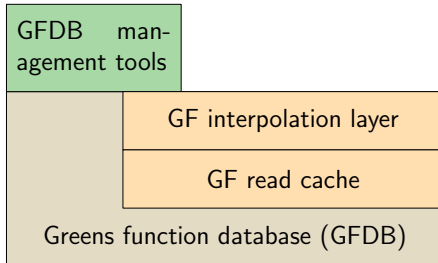 GFDB man-
agement tools
GF interpolation layer
GF read cache
Greens function database (GFDB)